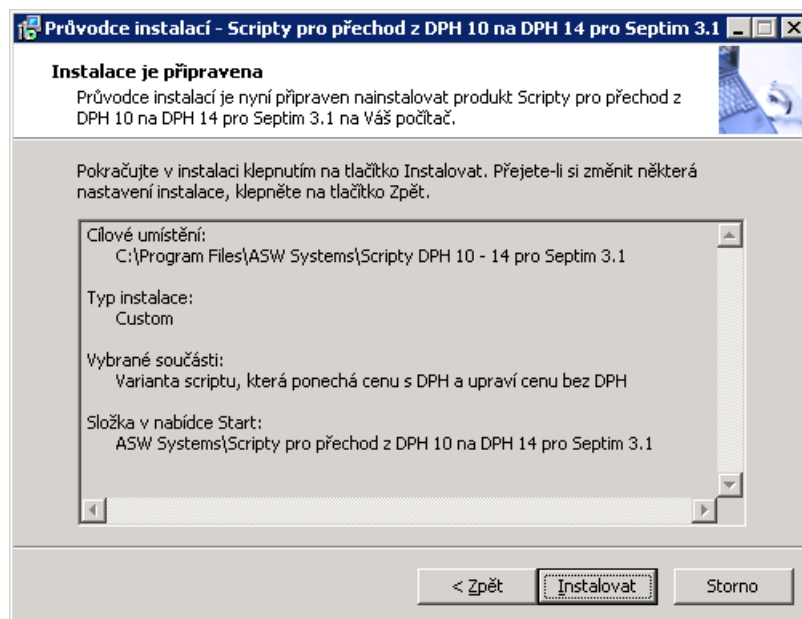 Průvodce instalací - Scripty pro přechod z DPH 10 na DPH 14 pro Septim 3.1
Instalace je připravena
Průvodce instalací je nyní připraven nainstalovat produkt Scripty pro přechod z
DPH 10 na DPH 14 pro Septim 3.1 na Váš počítač.
Pokračujte v instalaci klepnutím na tlačítko Instalovat. Přejete-li si změnit některá
nastavení instalace, klepněte na tlačítko Zpět.
Cílové umístění:
C:\Program Files\ASW Systems\Scripty DPH 10 - 14 pro Septim 3.1
Typ instalace:
Custom
Vybrané součásti:
Varianta scriptu, která ponechá cenu s DPH a upraví cenu bez DPH
Složka v nabídce Start:
ASW Systems\Scripty pro přechod z DPH 10 na DPH 14 pro Septim 3.1
< Zpět Instalovat Storno